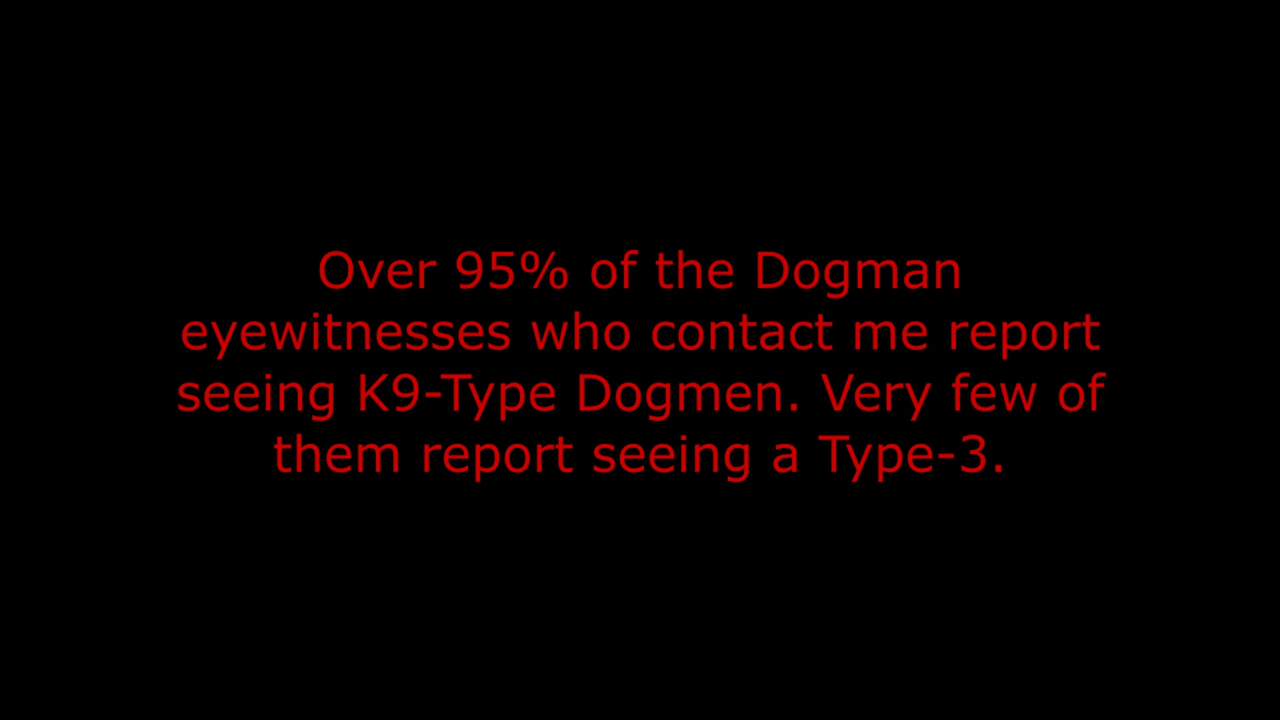 Over 95% of the Dogman
eyewitnesses who contact me report
seeing K9-Type Dogmen. Very few of
them report seeing a Type-3.